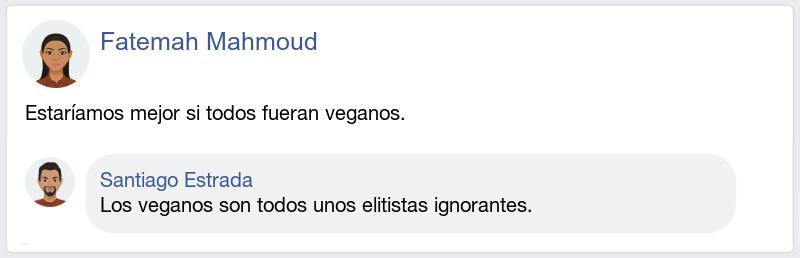 Fatemah Mahmoud
Estaríamos mejor si todos fueran veganos.
Santiago Estrada
Los veganos son todos unos elitistas ignorantes.